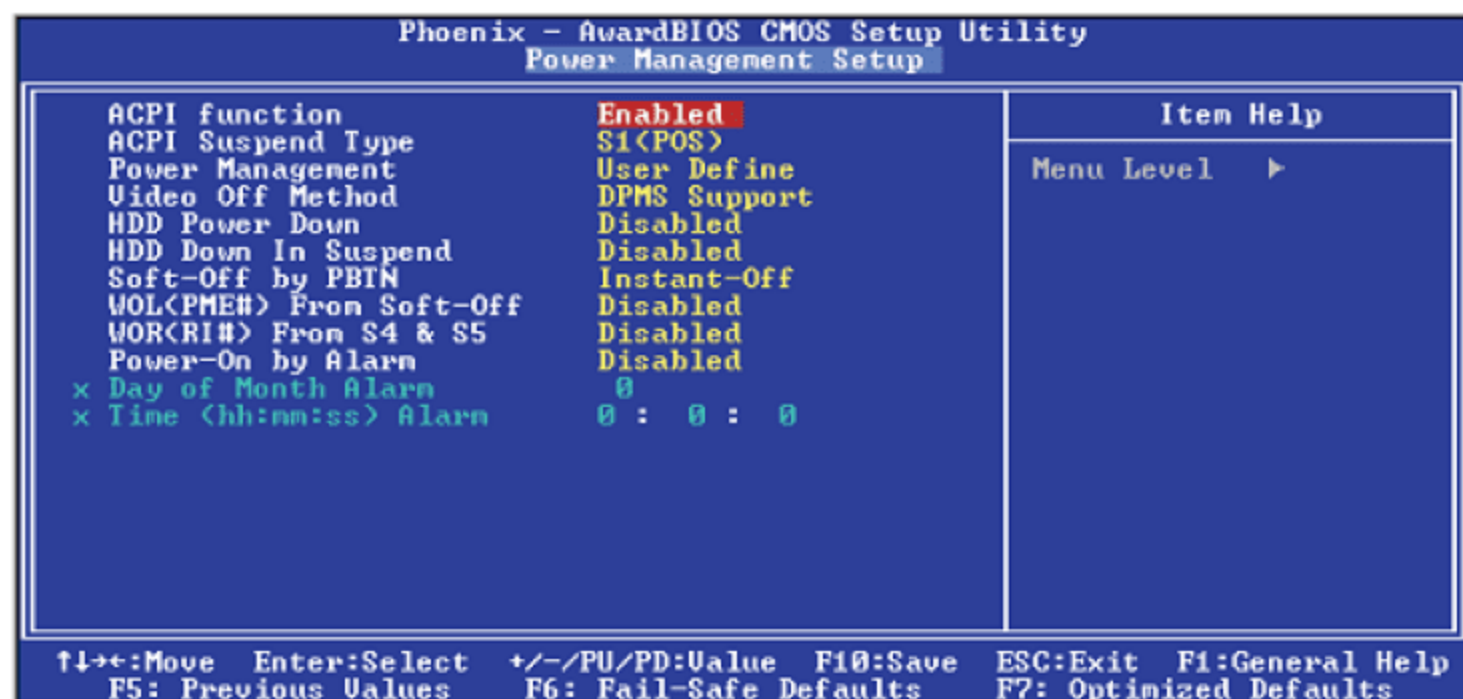 Phoenix - AwardBIOS CMOS Setup Utility
Power Management Setup
ACPI function Enabled
ACPI Suspend Type S1(POS)
Power Management User Define
Video Off Method DPMS Support
HDD Power Down Disabled
HDD Down In Suspend Disabled
Soft-Off by PBTN Instant-Off
WOL(PME#) From Soft-Off Disabled
WOR(RI#) From S4 & S5 Disabled
Power-On by Alarm Disabled
x Day of Month Alarm 0
x Time (hh:mm:ss) Alarm 0 : 0 : 0
Item Help
Menu Level ▶
↑↓→←:Move Enter:Select +/-/PU/PD:Value F10:Save ESC:Exit F1:General Help
F5: Previous Values F6: Fail-Safe Defaults F7: Optimized Defaults